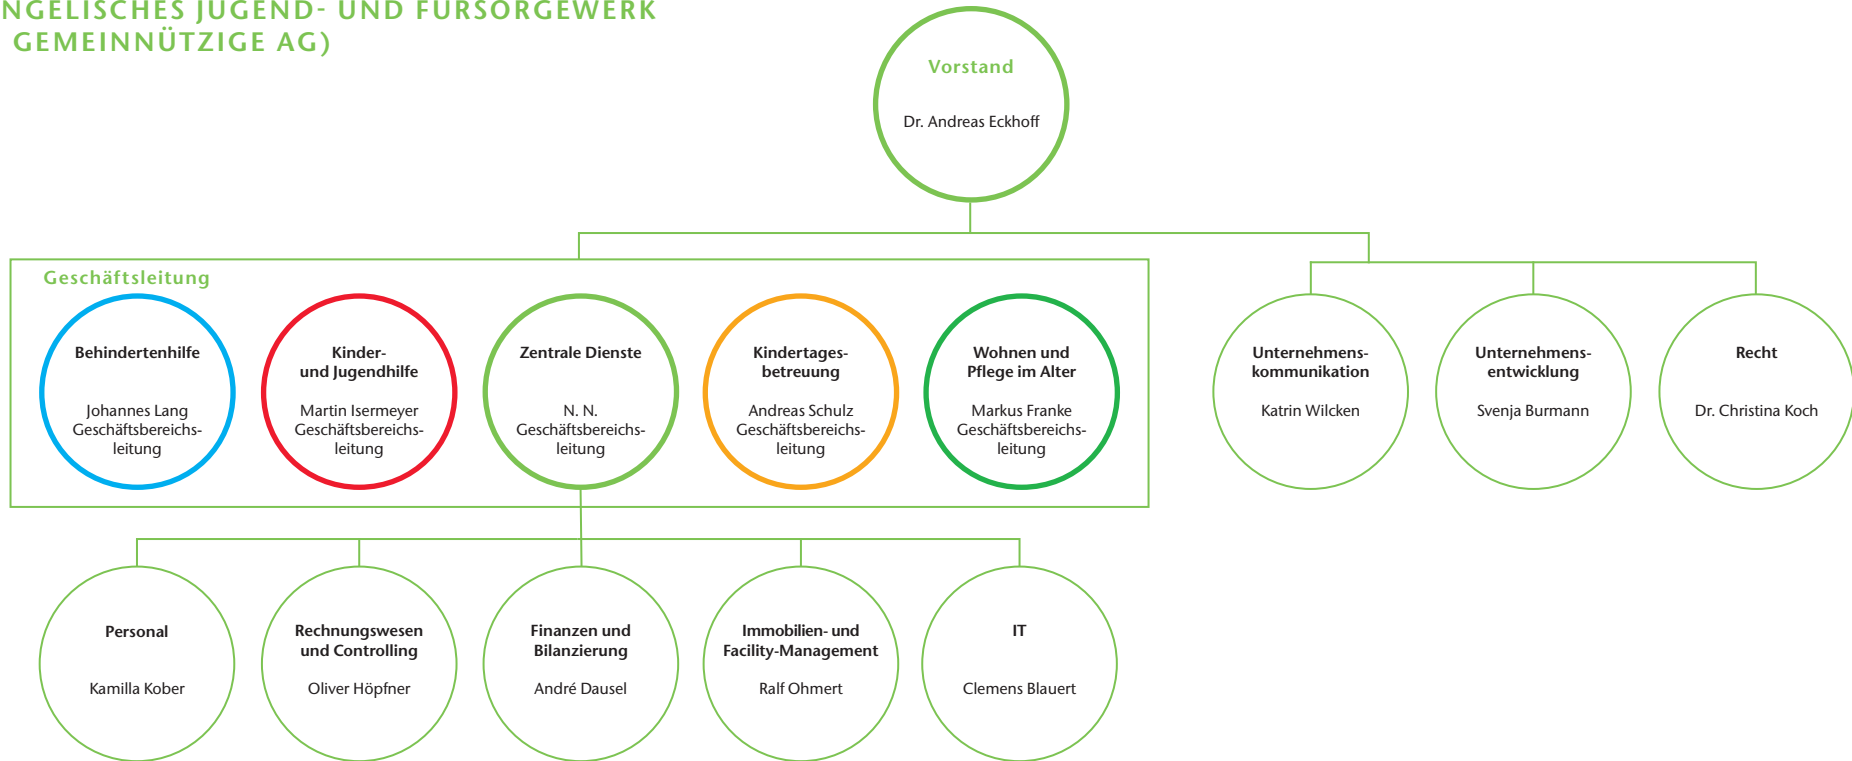 NGELISCHES JUGEND- UND FÜRSORGEWERK
GEMEINNÜTZIGE AG)
Vorstand
Dr. Andreas Eckhoff
Geschäftsleitung
Behindertenhilfe
Johannes Lang
Geschäftsbereichs-
leitung
Kinder-
und Jugendhilfe
Martin Isermeyer
Geschäftsbereichs-
leitung
Zentrale Dienste
N. N.
Geschäftsbereichs-
leitung
Kindertages-
betreuung
Andreas Schulz
Geschäftsbereichs-
leitung
Wohnen und
Pflege im Alter
Markus Franke
Geschäftsbereichs-
leitung
Unternehmens-
kommunikation
Katrin Wilcken
Unternehmens-
entwicklung
Svenja Burmann
Recht
Dr. Christina Koch
Personal
Kamilla Kober
Rechnungswesen
und Controlling
Oliver Höpfner
Finanzen und
Bilanzierung
André Dausel
Immobilien- und
Facility-Management
Ralf Ohmert
IT
Clemens Blauert